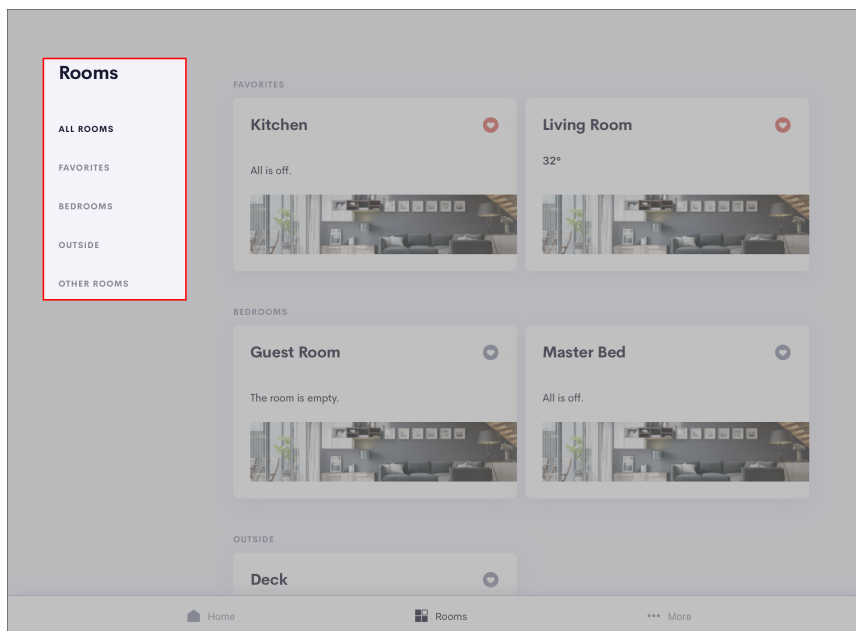 Rooms
ALL ROOMS
FAVORITES
BEDROOMS
OUTSIDE
OTHER ROOMS
FAVORITES
Kitchen
All is off.
Living Room
32°
BEDROOMS
Guest Room
The room is empty.
Master Bed
All is off.
OUTSIDE
Deck
Home
Rooms
More